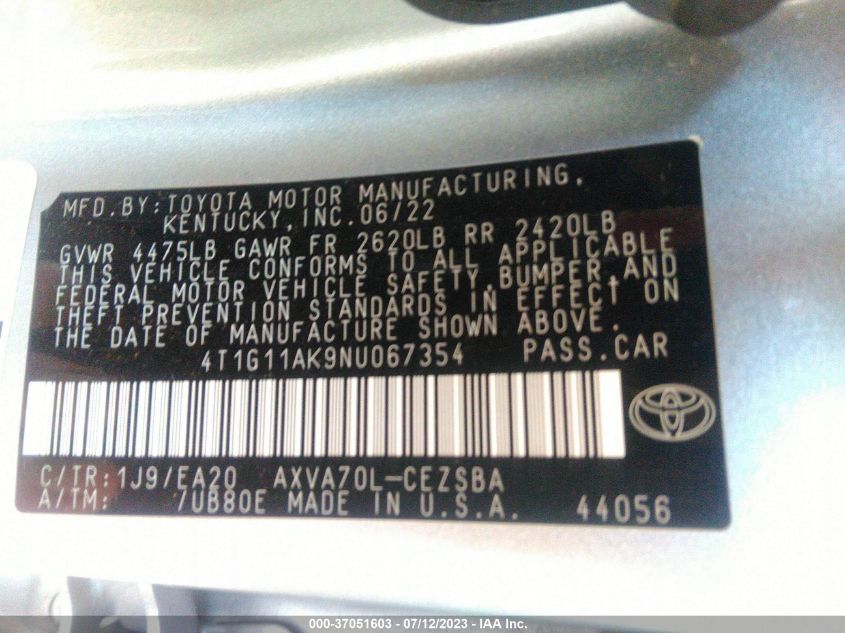 MFD.BY:TOYOTA MOTOR MANUFACTURING,
KENTUCKY,INC.06/22
GVWR 4475LB GAWR FR 2620LB RR 2420LB
THIS VEHICLE CONFORMS TO ALL APPLICABLE
FEDERAL MOTOR VEHICLE SAFETY,BUMPER,AND
THEFT PREVENTION STANDARDS IN EFFECT ON
THE DATE OF MANUFACTURE SHOWN ABOVE.
4T1G11AK9NU067354 PASS.CAR
C/TR:1J9/EA20 AXVA70L-CEZSBA
A/TM: 7UB80E MADE IN U.S.A. 44056
000-37051603 - 07/12/2023 - IAA Inc.